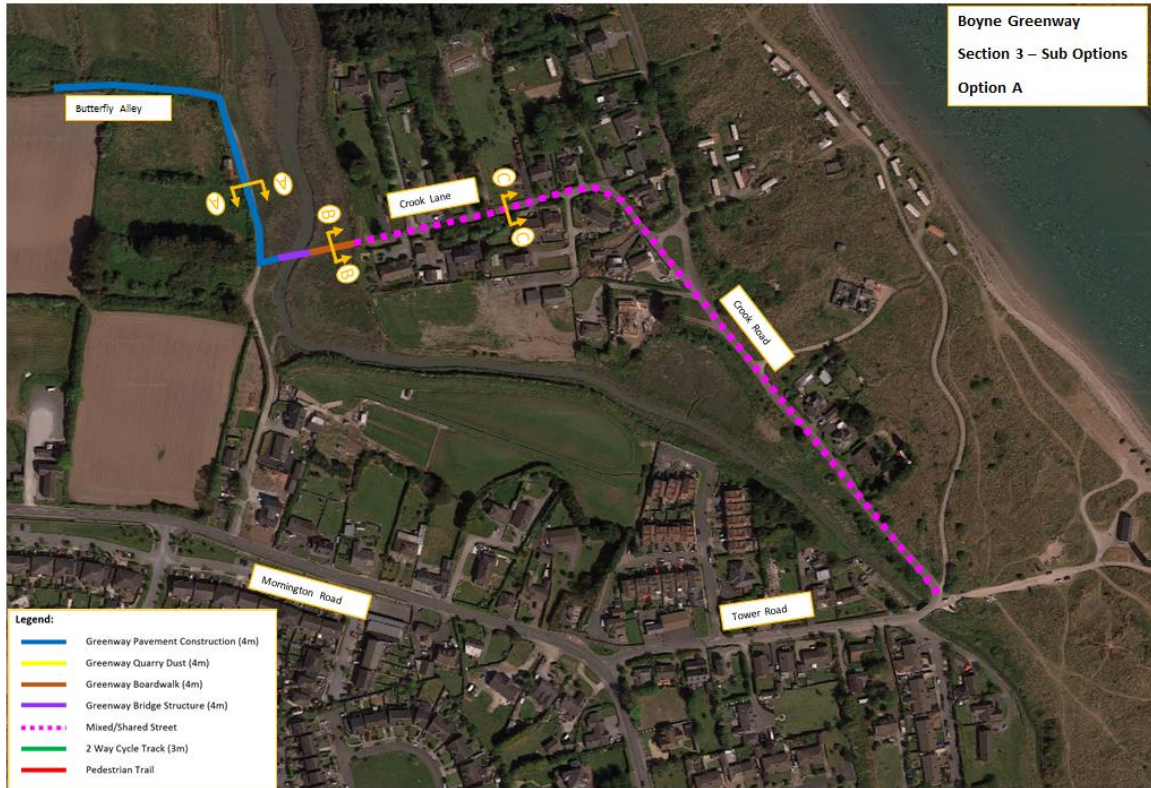 Boyne Greenway
Section 3 – Sub Options
Option A
Butterfly Alley
A
A
B
B
Crook Lane
C
C
Crook Road
Mornington Road
Tower Road
Legend:
Greenway Pavement Construction (4m)
Greenway Quarry Dust (4m)
Greenway Boardwalk (4m)
Greenway Bridge Structure (4m)
Mixed/Shared Street
2 Way Cycle Track (3m)
Pedestrian Trail